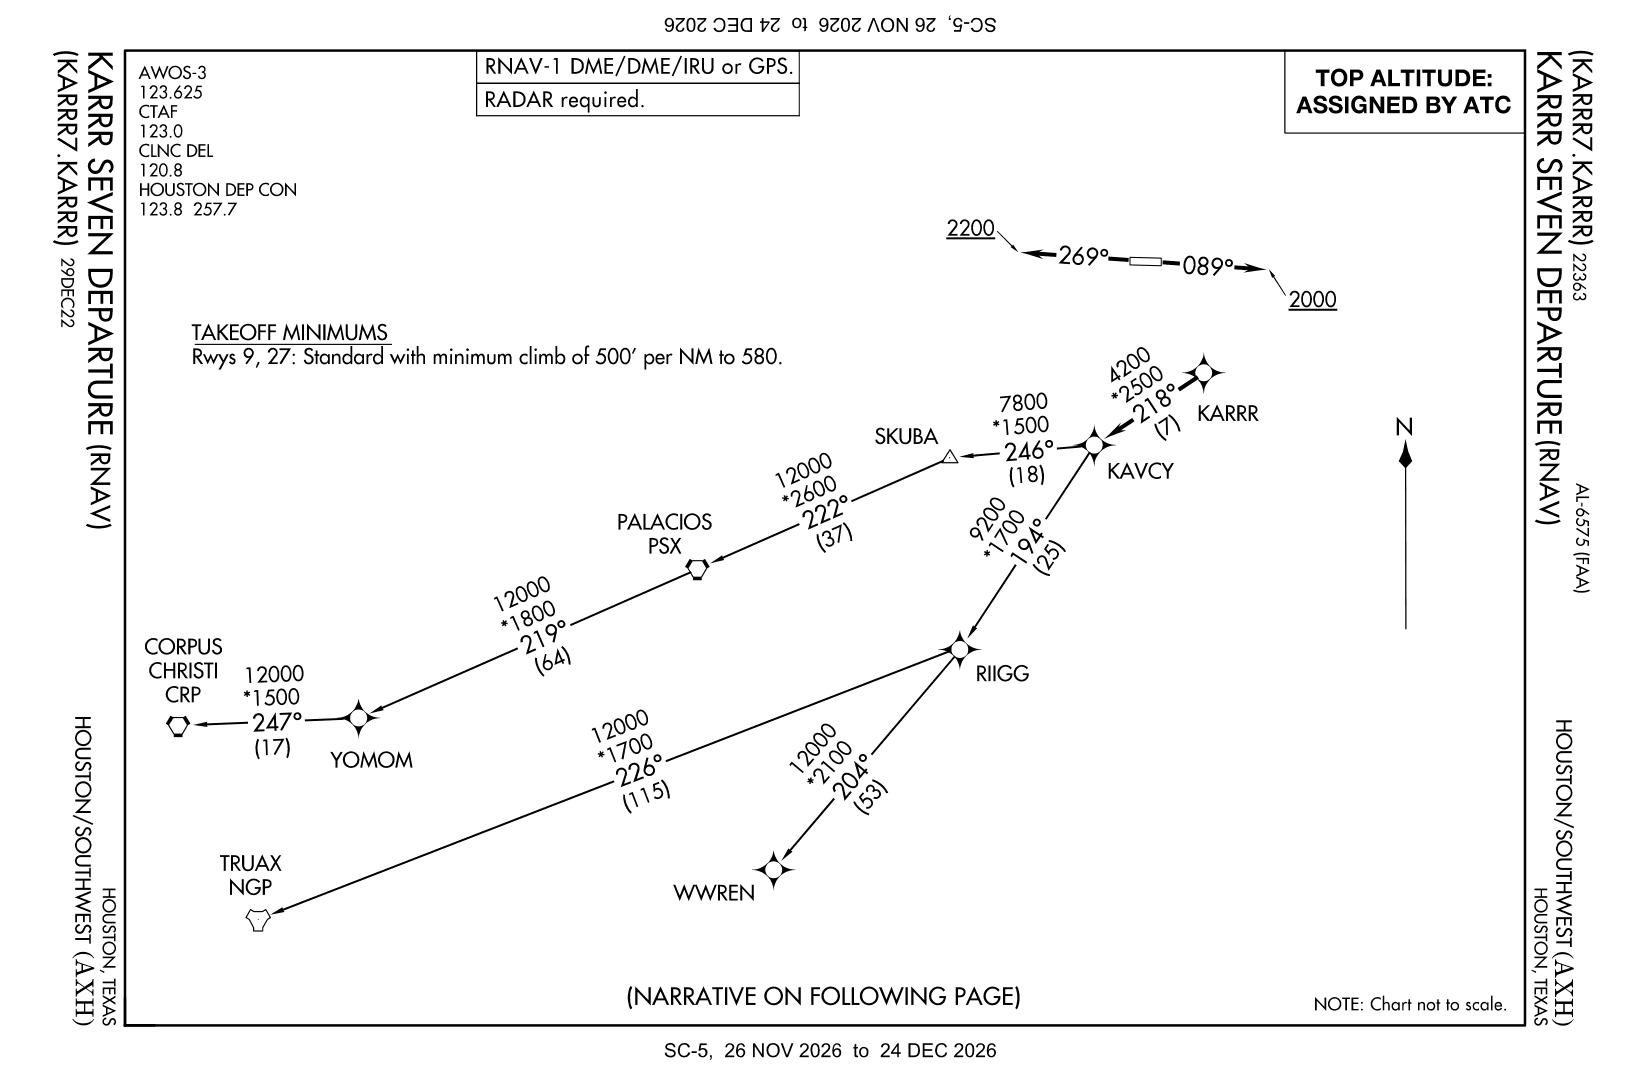 SC-5, 26 NOV 2026 to 24 DEC 2026
(KARRR7.KARRR) 29DEC22
KARRR SEVEN DEPARTURE (RNAV)
HOUSTON/SOUTHWEST (AXH)
HOUSTON, TEXAS
AWOS-3
123.625
CTAF
123.0
CLNC DEL
120.8
HOUSTON DEP CON
123.8 257.7
RNAV-1 DME/DME/IRU or GPS.
RADAR required.
TOP ALTITUDE:
ASSIGNED BY ATC
(KARRR7.KARRR) 22363
KARRR SEVEN DEPARTURE (RNAV)
AL-6575 (FAA)
HOUSTON/SOUTHWEST (AXH)
HOUSTON, TEXAS
2200
269°
089°
2000
TAKEOFF MINIMUMS
Rwys 9, 27: Standard with minimum climb of 500' per NM to 580.
4200
*2500
218°
(7)
KARRR
KAVCY
7800
*1500
246°
(18)
SKUBA
12000
*2600
222°
(37)
PALACIOS
PSX
9200
*1700
194°
(25)
N
12000
*1800
219°
(64)
CORPUS
CHRISTI
CRP
12000
*1500
247°
(17)
YOMOM
RIIGG
12000
*1700
226°
(115)
12000
*2100
204°
(53)
TRUAX
NGP
WWREN
(NARRATIVE ON FOLLOWING PAGE)
NOTE: Chart not to scale.
SC-5, 26 NOV 2026 to 24 DEC 2026